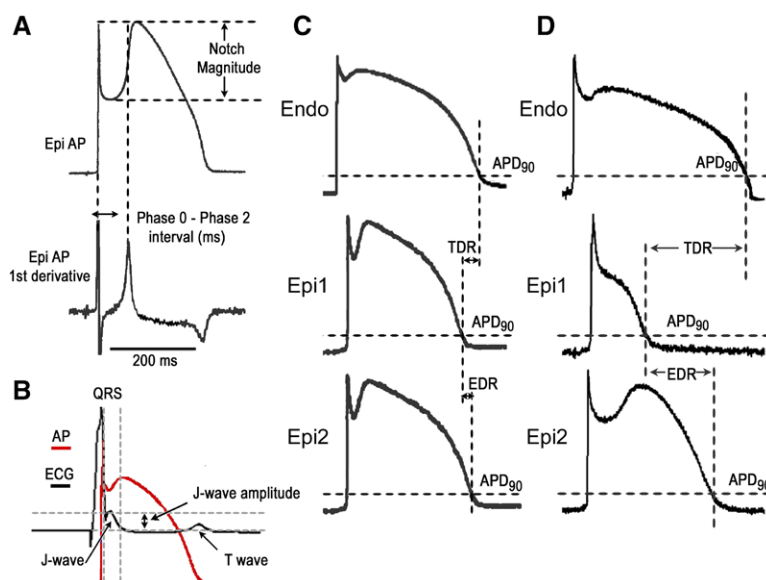 A
Notch
Magnitude
Epi AP
Phase 0 - Phase 2
interval (ms)
Epi AP
1st derivative
200 ms
B
QRS
AP
ECG
J-wave amplitude
J-wave
T wave
C
Endo
APD90
TDR
Epi1
APD90
EDR
Epi2
APD90
D
Endo
APD90
TDR
Epi1
APD90
EDR
Epi2
APD90